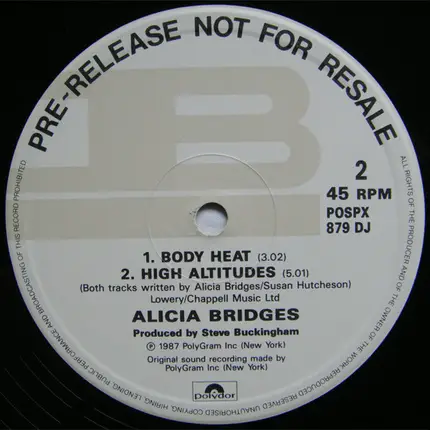 PRE-RELEASE NOT FOR RESALE
B
2
45 RPM
POSPX
879 DJ
1. BODY HEAT (3.02)
2. HIGH ALTITUDES (5.01)
(Both tracks written by Alicia Bridges/Susan Hutcheson)
Lowery/Chappell Music Ltd
ALICIA BRIDGES
Produced by Steve Buckingham
℗ 1987 PolyGram Inc (New York)
Original sound recording made by
PolyGram Inc (New York)
Polydor
ALL RIGHTS OF THE PRODUCER AND OF THE OWNER OF THE WORK REPRODUCED RESERVED UNAUTHORISED COPYING, HIRING, LENDING, PUBLIC PERFORMANCE AND BROADCASTING OF THIS RECORD PROHIBITED